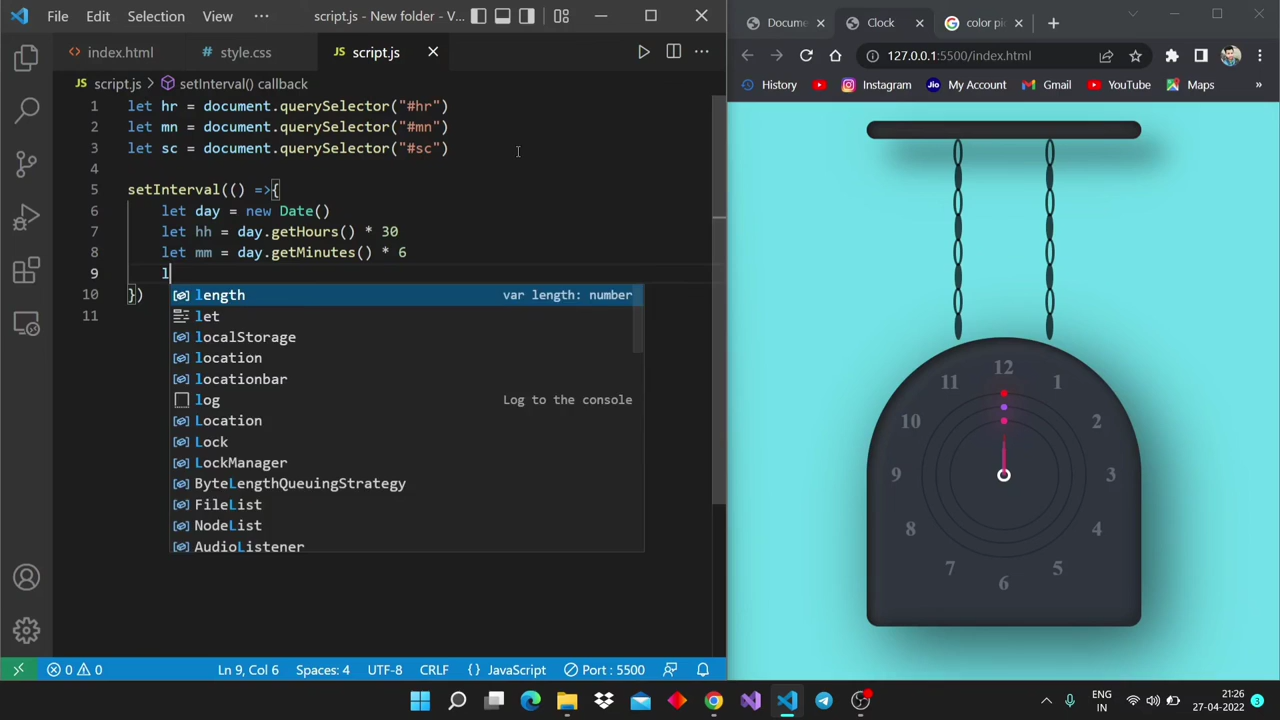 File Edit Selection View ··· script.js - New folder - V...
index.html
# style.css
JS script.js
JS script.js > setInterval() callback
1 let hr = document.querySelector("#hr")
2 let mn = document.querySelector("#mn")
3 let sc = document.querySelector("#sc")
4
5 setInterval(() =>{
6 let day = new Date()
7 let hh = day.getHours() * 30
8 let mm = day.getMinutes() * 6
9 l
10 })
11
length var length: number
let
localStorage
location
locationbar
log Log to the console
Location
Lock
LockManager
ByteLengthQueuingStrategy
FileList
NodeList
AudioListener
0 0 Ln 9, Col 6 Spaces: 4 UTF-8 CRLF {} JavaScript Port : 5500
Docume Clock color pi
127.0.0.1:5500/index.html
History Instagram Jio My Account Gmail YouTube Maps »
12
11 1
10 2
9 3
8 4
7 5
6
ENG
IN
21:26
27-04-2022
3